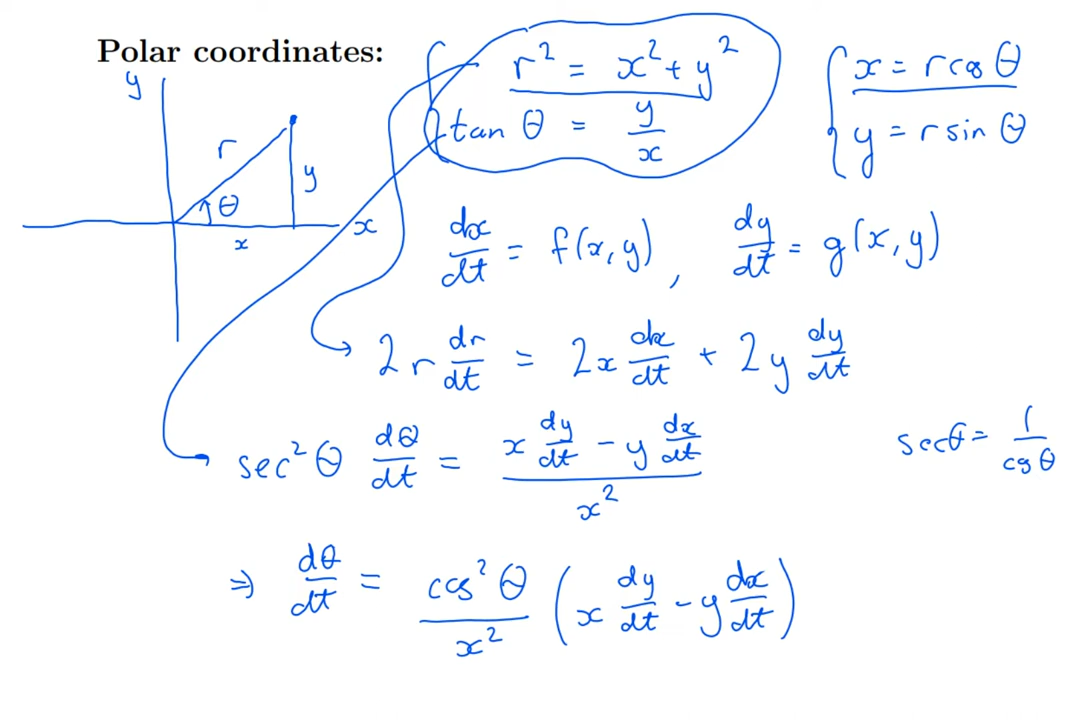 Polar coordinates:
y
r
θ
y
x
x
r² = x² + y²
tan θ = y/x
x = r cos θ
y = r sin θ
dx/dt = f(x, y), dy/dt = g(x, y)
2r dr/dt = 2x dx/dt + 2y dy/dt
sec² θ dθ/dt = (x dy/dt - y dx/dt)/x²
secθ = 1/cos θ
⇒ dθ/dt = cos² θ/x² (x dy/dt - y dx/dt)